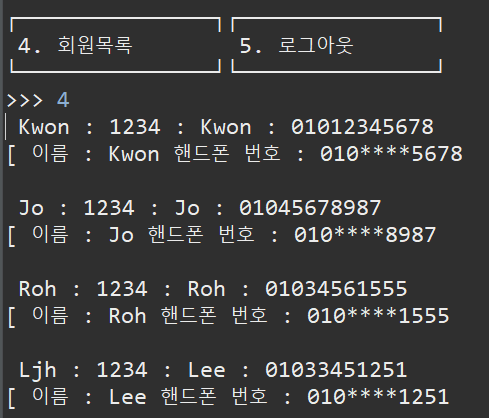 4. 회원목록 5. 로그아웃
>>> 4
Kwon : 1234 : Kwon : 01012345678
[ 이름 : Kwon 핸드폰 번호 : 010****5678
Jo : 1234 : Jo : 01045678987
[ 이름 : Jo 핸드폰 번호 : 010****8987
Roh : 1234 : Roh : 01034561555
[ 이름 : Roh 핸드폰 번호 : 010****1555
Ljh : 1234 : Lee : 01033451251
[ 이름 : Lee 핸드폰 번호 : 010****1251